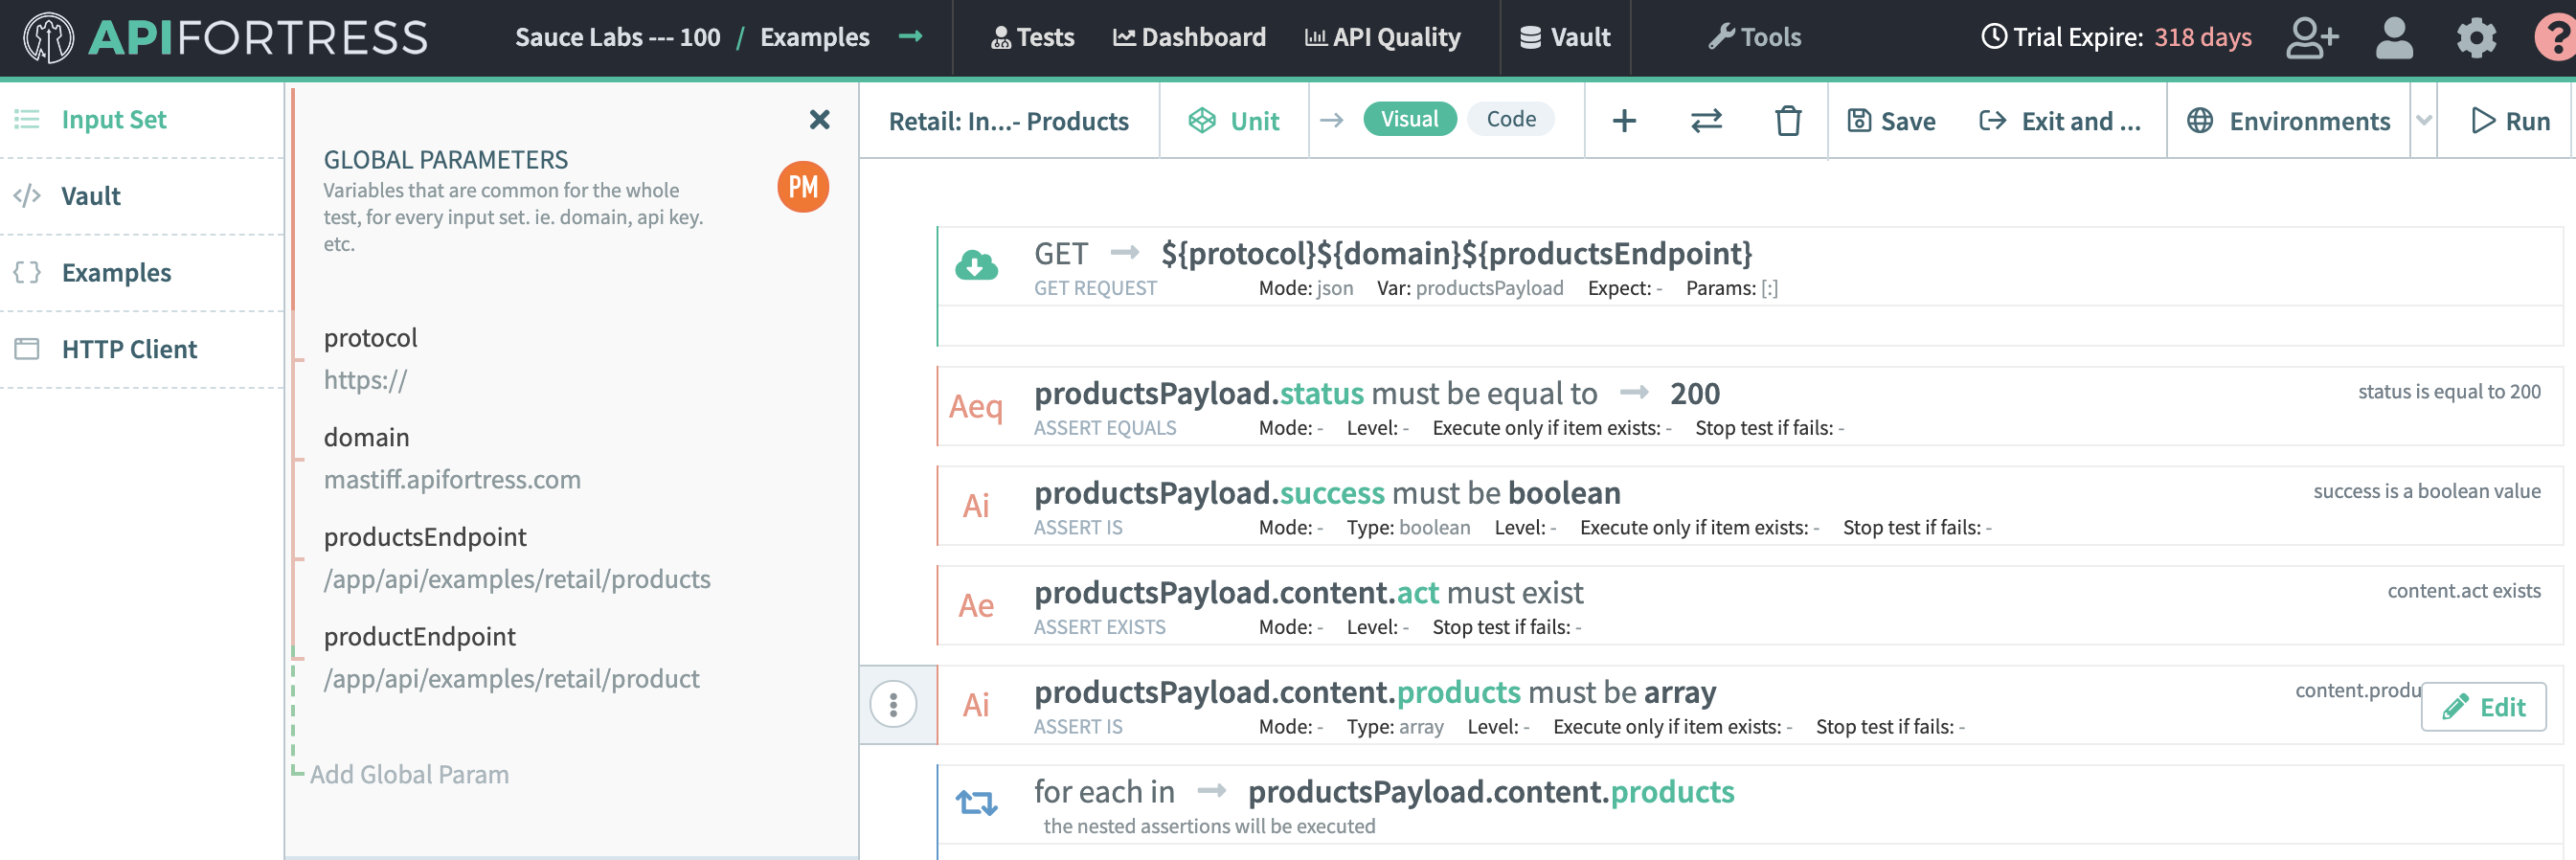 APIFORTRESS
Sauce Labs --- 100 / Examples
Tests
Dashboard
API Quality
Vault
Tools
Trial Expire: 318 days
?
Input Set
Vault
Examples
HTTP Client
GLOBAL PARAMETERS
Variables that are common for the whole
test, for every input set. ie. domain, api key.
etc.
PM
protocol
https://
domain
mastiff.apifortress.com
productsEndpoint
/app/api/examples/retail/products
productEndpoint
/app/api/examples/retail/product
Add Global Param
Retail: In...- Products
Unit
Visual
Code
Save
Exit and ...
Environments
Run
GET ${protocol}${domain}${productsEndpoint}
GET REQUEST Mode: json Var: productsPayload Expect: - Params: [:]
Aeq
productsPayload.status must be equal to 200
status is equal to 200
ASSERT EQUALS Mode: - Level: - Execute only if item exists: - Stop test if fails: -
Ai
productsPayload.success must be boolean
success is a boolean value
ASSERT IS Mode: - Type: boolean Level: - Execute only if item exists: - Stop test if fails: -
Ae
productsPayload.content.act must exist
content.act exists
ASSERT EXISTS Mode: - Level: - Stop test if fails: -
Ai
productsPayload.content.products must be array
content.produ
Edit
ASSERT IS Mode: - Type: array Level: - Execute only if item exists: - Stop test if fails: -
for each in productsPayload.content.products
the nested assertions will be executed